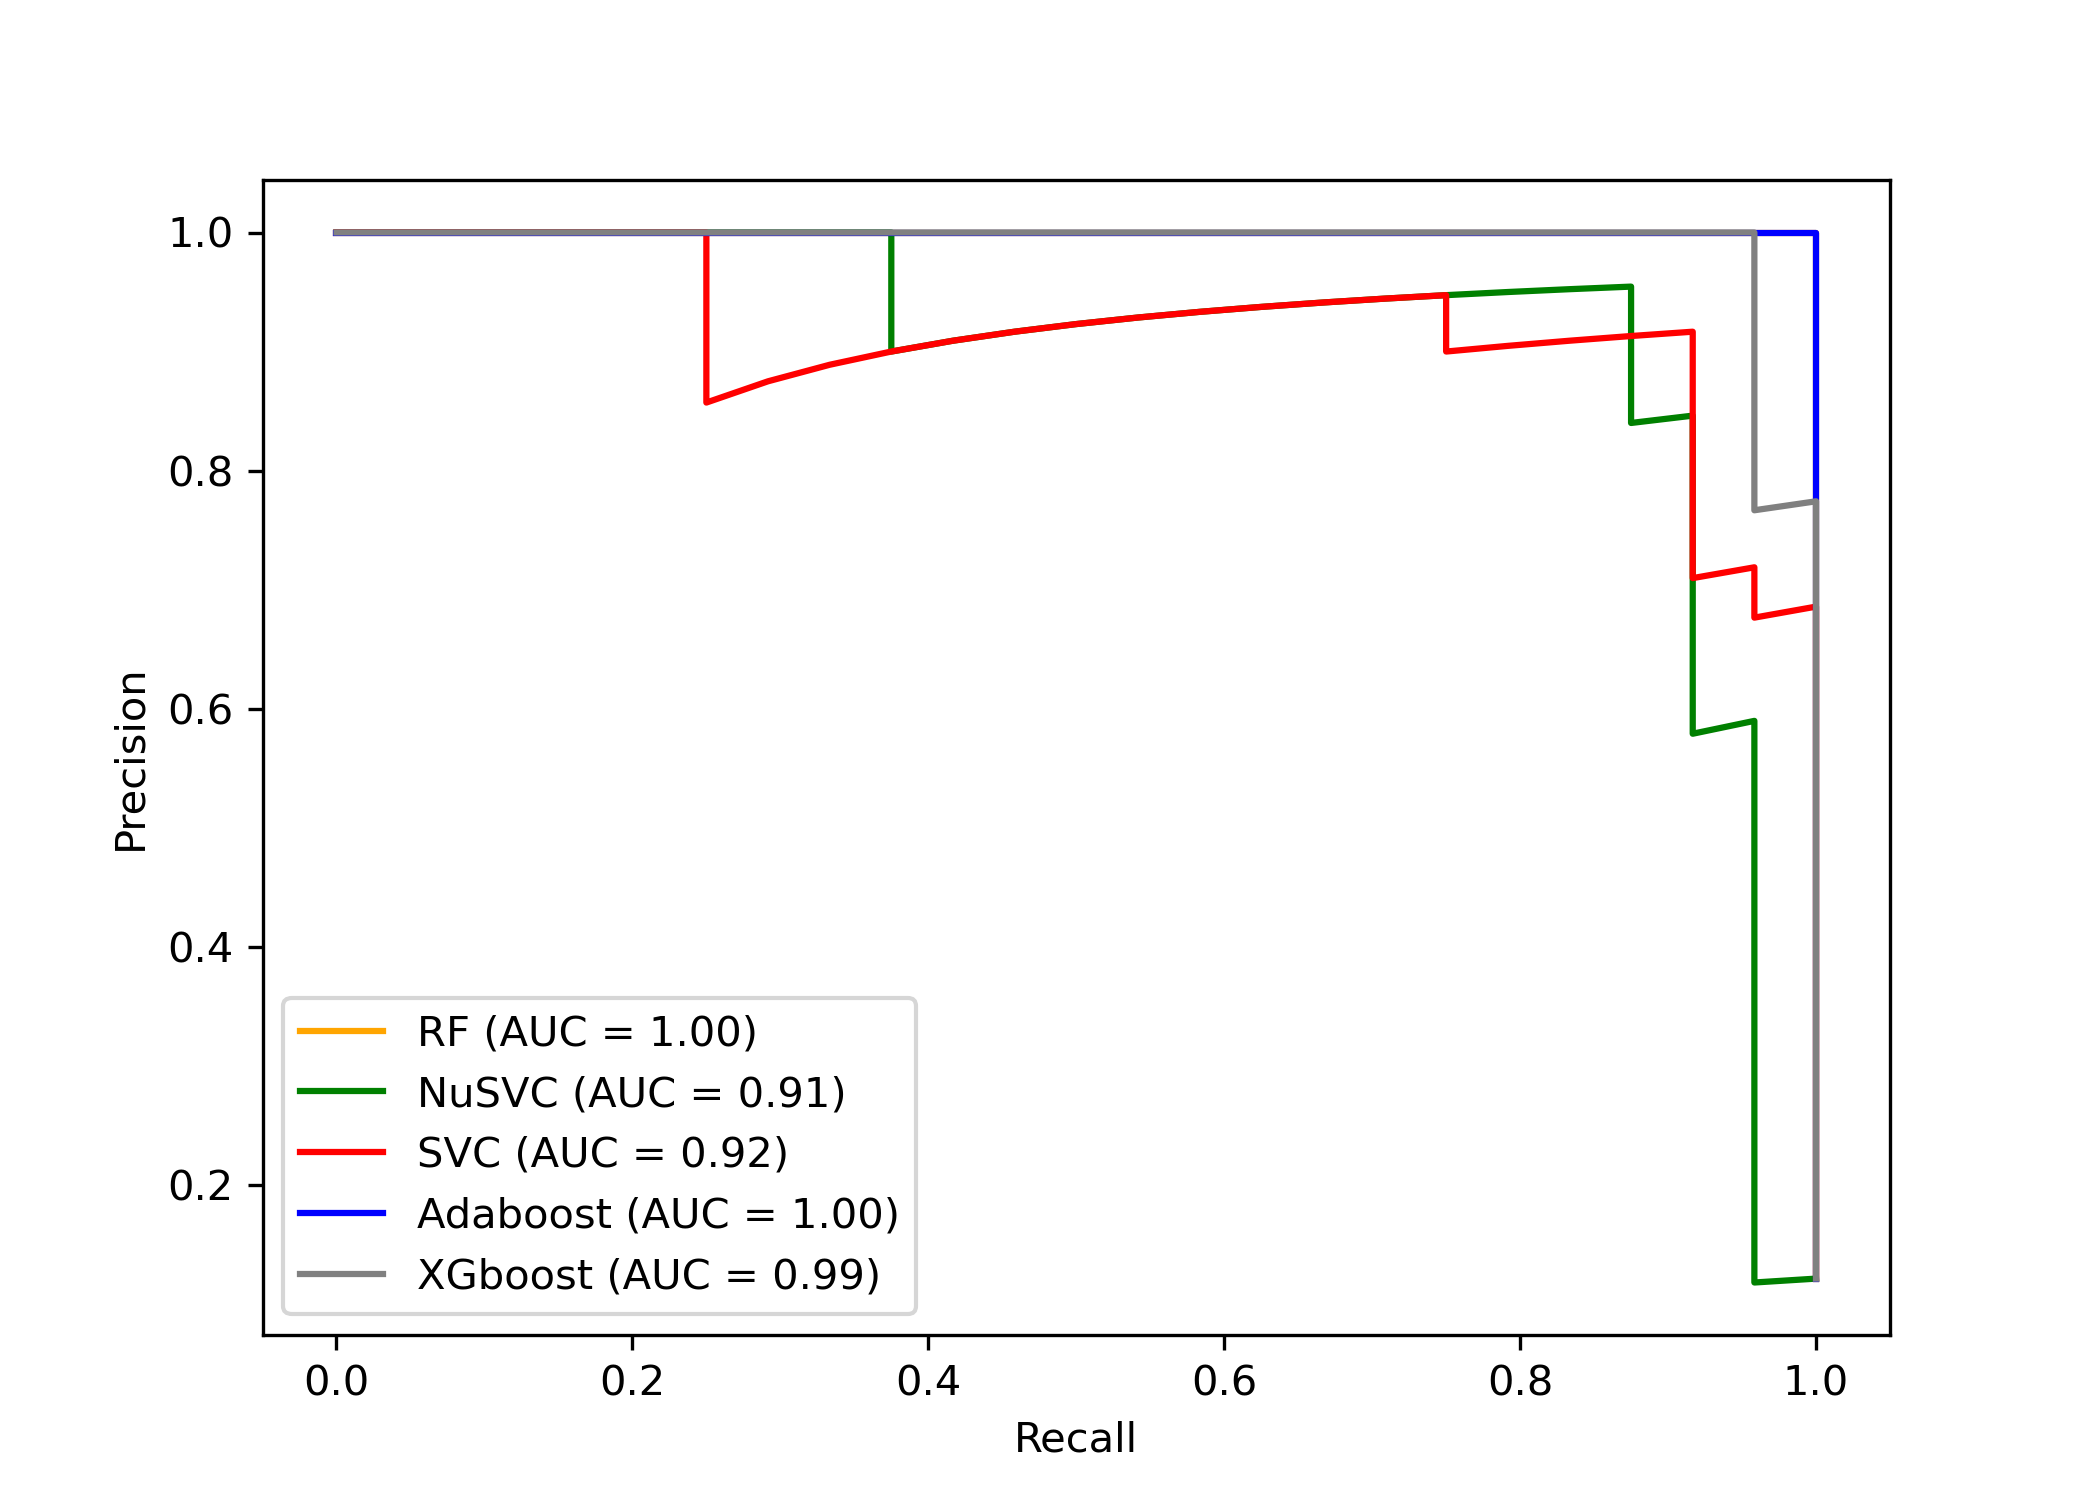 1.0
0.8
0.6
0.4
0.2
Precision
RF (AUC = 1.00)
NuSVC (AUC = 0.91)
SVC (AUC = 0.92)
Adaboost (AUC = 1.00)
XGboost (AUC = 0.99)
0.0 0.2 0.4 0.6 0.8 1.0
Recall